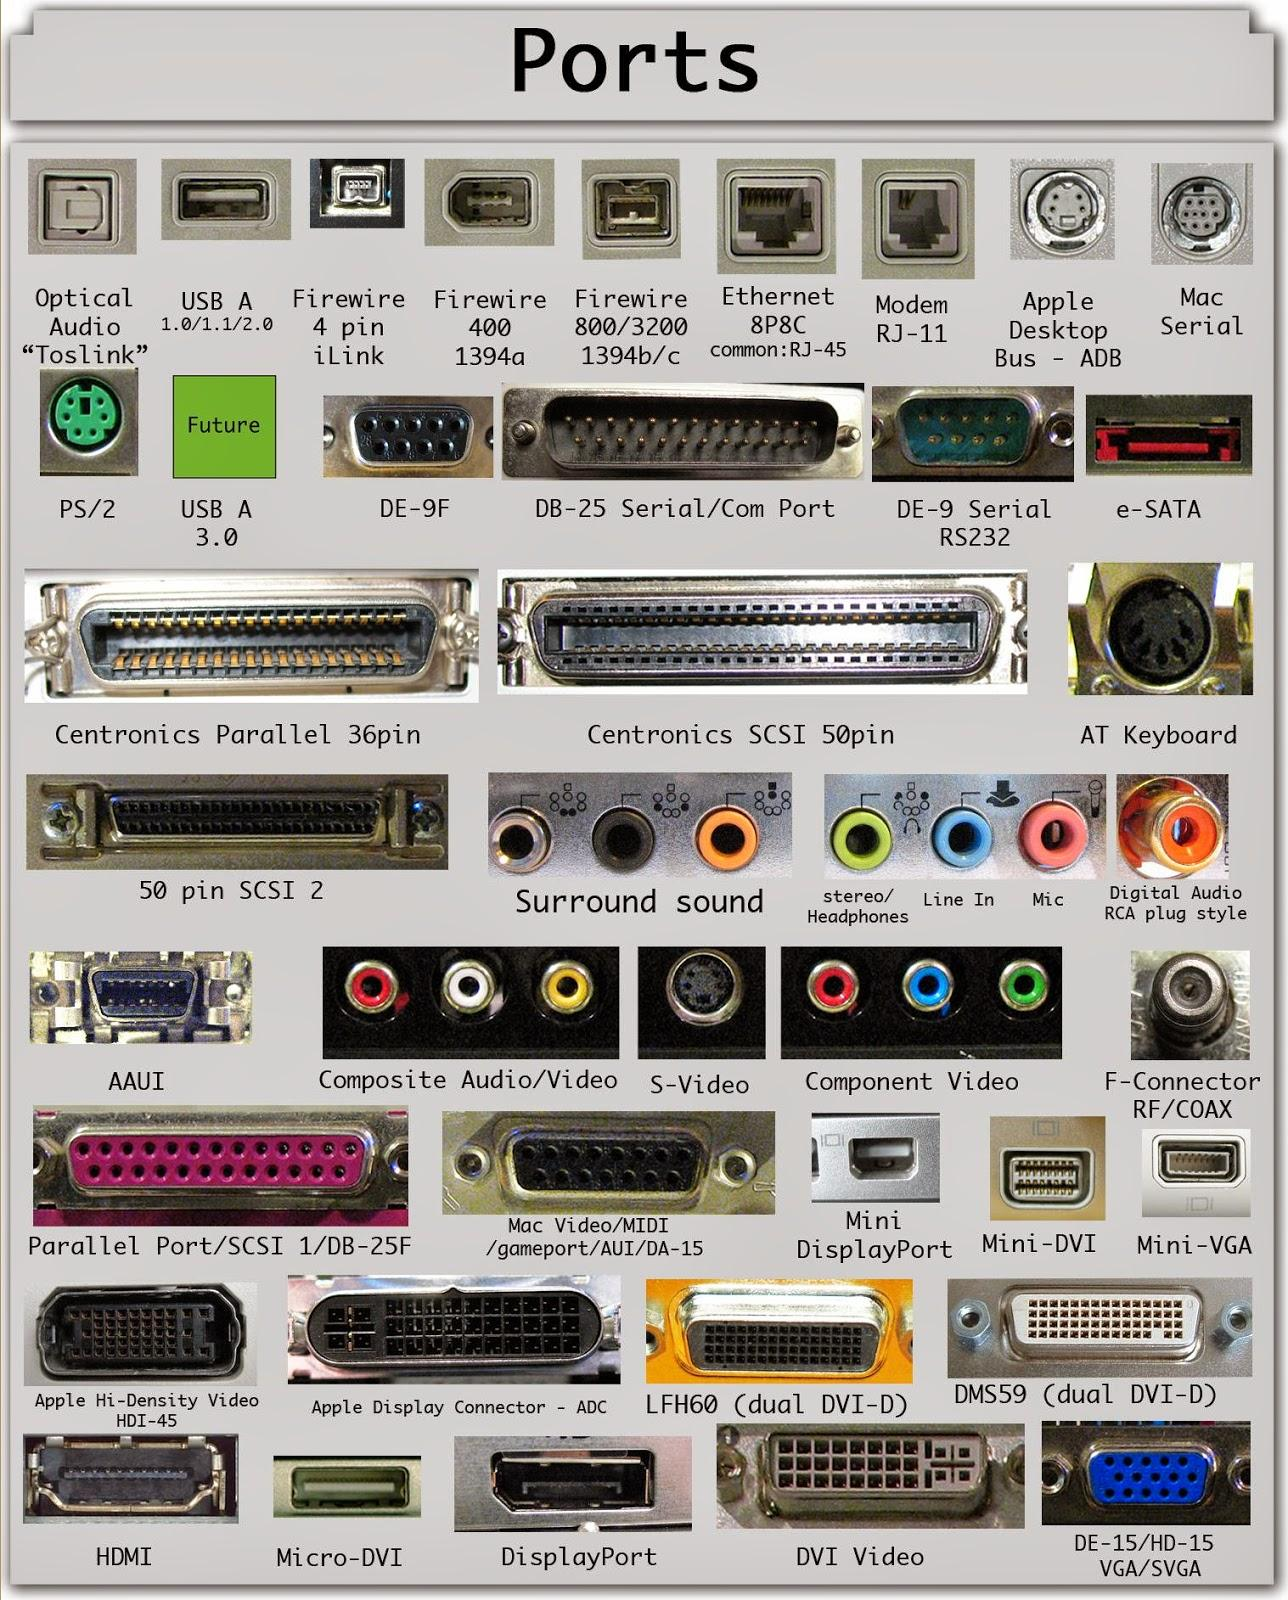 Ports
Optical
Audio
“Toslink”
USB A
1.0/1.1/2.0
Firewire
4 pin
iLink
Firewire
400
1394a
Firewire
800/3200
1394b/c
Ethernet
8P8C
common:RJ-45
Modem
RJ-11
Apple
Desktop
Bus - ADB
Mac
Serial
PS/2
Future
USB A
3.0
DE-9F
DB-25 Serial/Com Port
DE-9 Serial
RS232
e-SATA
Centronics Parallel 36pin
Centronics SCSI 50pin
AT Keyboard
50 pin SCSI 2
Surround sound
stereo/
Headphones
Line In
Mic
Digital Audio
RCA plug style
AAUI
Composite Audio/Video
S-Video
Component Video
F-Connector
RF/COAX
Parallel Port/SCSI 1/DB-25F
Mac Video/MIDI
/gameport/AUI/DA-15
Mini
DisplayPort
Mini-DVI
Mini-VGA
Apple Hi-Density Video
HDI-45
Apple Display Connector - ADC
LFH60 (dual DVI-D)
DMS59 (dual DVI-D)
HDMI
Micro-DVI
DisplayPort
DVI Video
DE-15/HD-15
VGA/SVGA